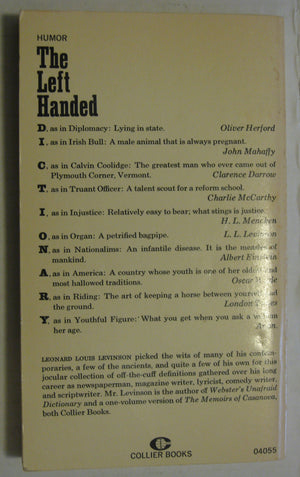 HUMOR
The
Left
Handed
D, as in Diplomacy: Lying in state. Oliver Herford
I, as in Irish Bull: A male animal that is always pregnant.
John Mahaffy
C, as in Calvin Coolidge: The greatest man who ever came out of
Plymouth Corner, Vermont. Clarence Darrow
T, as in Truant Officer: A talent scout for a reform school.
Charlie McCarthy
I, as in Injustice: Relatively easy to bear; what stings is justice.
H. L. Mencken
O, as in Organ: A petrified bagpipe. L. L. Levinson
N, as in Nationalims: An infantile disease. It is the measles of
mankind. Albert Einstein
A, as in America: A country whose youth is one of her oldest and
most hallowed traditions. Oscar Wilde
R, as in Riding: The art of keeping a horse between yourself and
the ground. London
Y, as in Youthful Figure: What you get when you ask a woman
her age. Anon.
LEONARD LOUIS LEVINSON picked the wits of many of his contem-
poraries, a few of the ancients, and quite a few of his own for this
jocular collection of off-the-cuff definitions gathered over his long
career as newspaperman, magazine writer, lyricist, comedy writer,
and scriptwriter. Mr. Levinson is the author of Webster's Unafraid
Dictionary and a one-volume version of The Memoirs of Casanova,
both Collier Books.
COLLIER BOOKS
04055